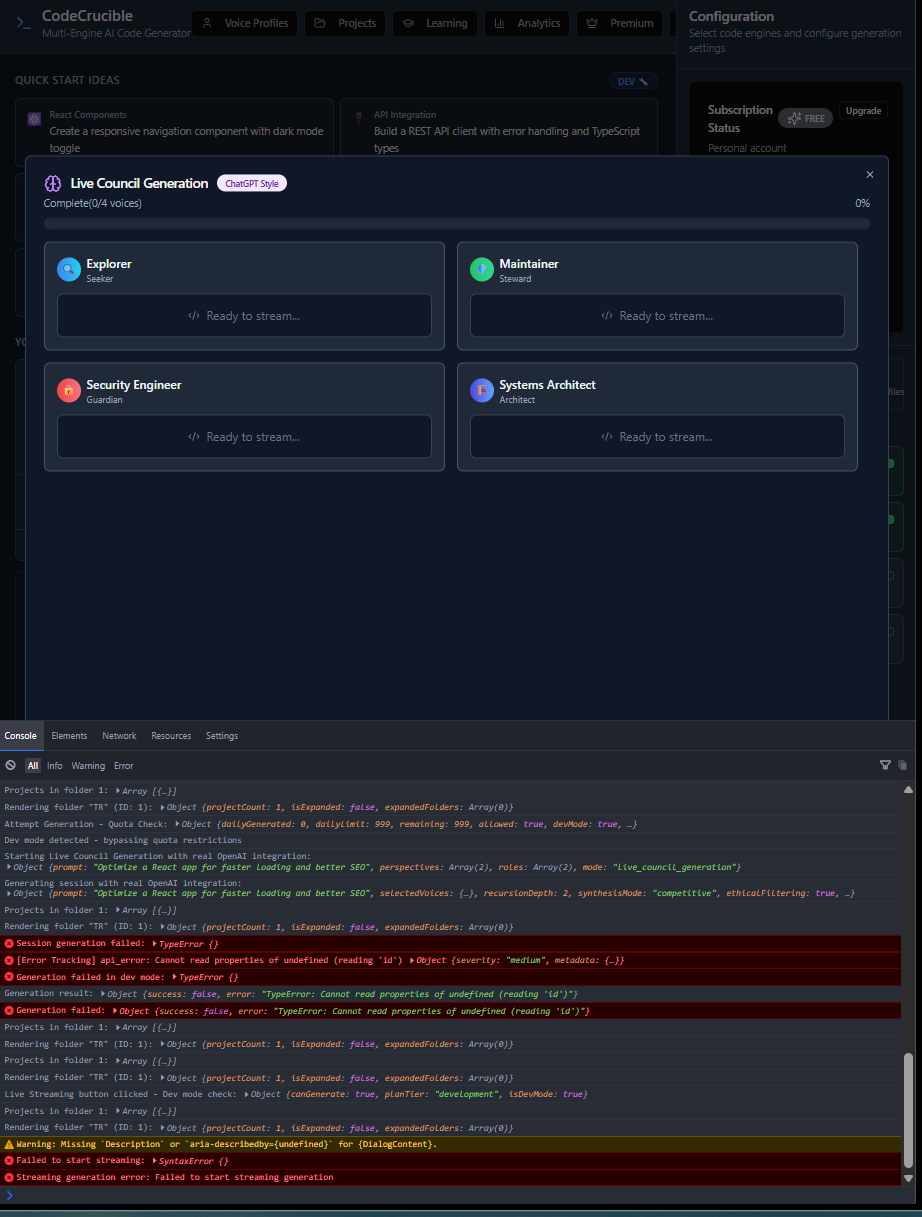 CodeCrucible
Multi-Engine AI Code Generator
Voice Profiles
Projects
Learning
Analytics
Premium
Configuration
Select code engines and configure generation
settings
QUICK START IDEAS
DEV
React Components
Create a responsive navigation component with dark mode
toggle
API Integration
Build a REST API client with error handling and TypeScript
types
Subscription
Status
FREE
Upgrade
Personal account
Live Council Generation
ChatGPT Style
Complete(0/4 voices)
0%
Explorer
Seeker
</> Ready to stream...
Maintainer
Steward
</> Ready to stream...
Security Engineer
Guardian
</> Ready to stream...
Systems Architect
Architect
</> Ready to stream...
YO
files
Console
Elements
Network
Resources
Settings
All
Info
Warning
Error
Projects in folder 1: Array [{…}]
Rendering folder "TR" (ID: 1): Object {projectCount: 1, isExpanded: false, expandedFolders: Array(0)}
Attempt Generation - Quota Check: Object {dailyGenerated: 0, dailyLimit: 999, remaining: 999, allowed: true, devMode: true, …}
Dev mode detected - bypassing quota restrictions
Starting Live Council Generation with real OpenAI integration:
Object {prompt: "Optimize a React app for faster loading and better SEO", perspectives: Array(2), roles: Array(2), mode: "live_council_generation"}
Generating session with real OpenAI integration:
Object {prompt: "Optimize a React app for faster loading and better SEO", selectedVoices: {…}, recursionDepth: 2, synthesisMode: "competitive", ethicalFiltering: true, …}
Projects in folder 1: Array [{…}]
Rendering folder "TR" (ID: 1): Object {projectCount: 1, isExpanded: false, expandedFolders: Array(0)}
Session generation failed: TypeError {}
[Error Tracking] api_error: Cannot read properties of undefined (reading 'id') Object {severity: "medium", metadata: {…}}
Generation failed in dev mode: TypeError {}
Generation result: Object {success: false, error: "TypeError: Cannot read properties of undefined (reading 'id')"}
Generation failed: Object {success: false, error: "TypeError: Cannot read properties of undefined (reading 'id')"}
Projects in folder 1: Array [{…}]
Rendering folder "TR" (ID: 1): Object {projectCount: 1, isExpanded: false, expandedFolders: Array(0)}
Projects in folder 1: Array [{…}]
Rendering folder "TR" (ID: 1): Object {projectCount: 1, isExpanded: false, expandedFolders: Array(0)}
Live Streaming button clicked - Dev mode check: Object {canGenerate: true, planTier: "development", isDevMode: true}
Projects in folder 1: Array [{…}]
Rendering folder "TR" (ID: 1): Object {projectCount: 1, isExpanded: false, expandedFolders: Array(0)}
Warning: Missing `Description` or `aria-describedby={undefined}` for {DialogContent}.
Failed to start streaming: SyntaxError {}
Streaming generation error: Failed to start streaming generation